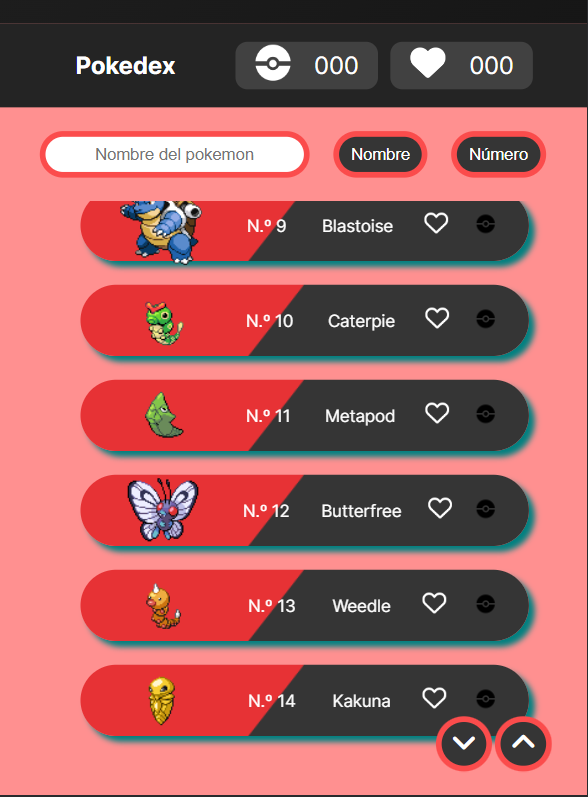 Pokedex 000 000
Nombre del pokemon Nombre Número
N.º 9 Blastoise
N.º 10 Caterpie
N.º 11 Metapod
N.º 12 Butterfree
N.º 13 Weedle
N.º 14 Kakuna